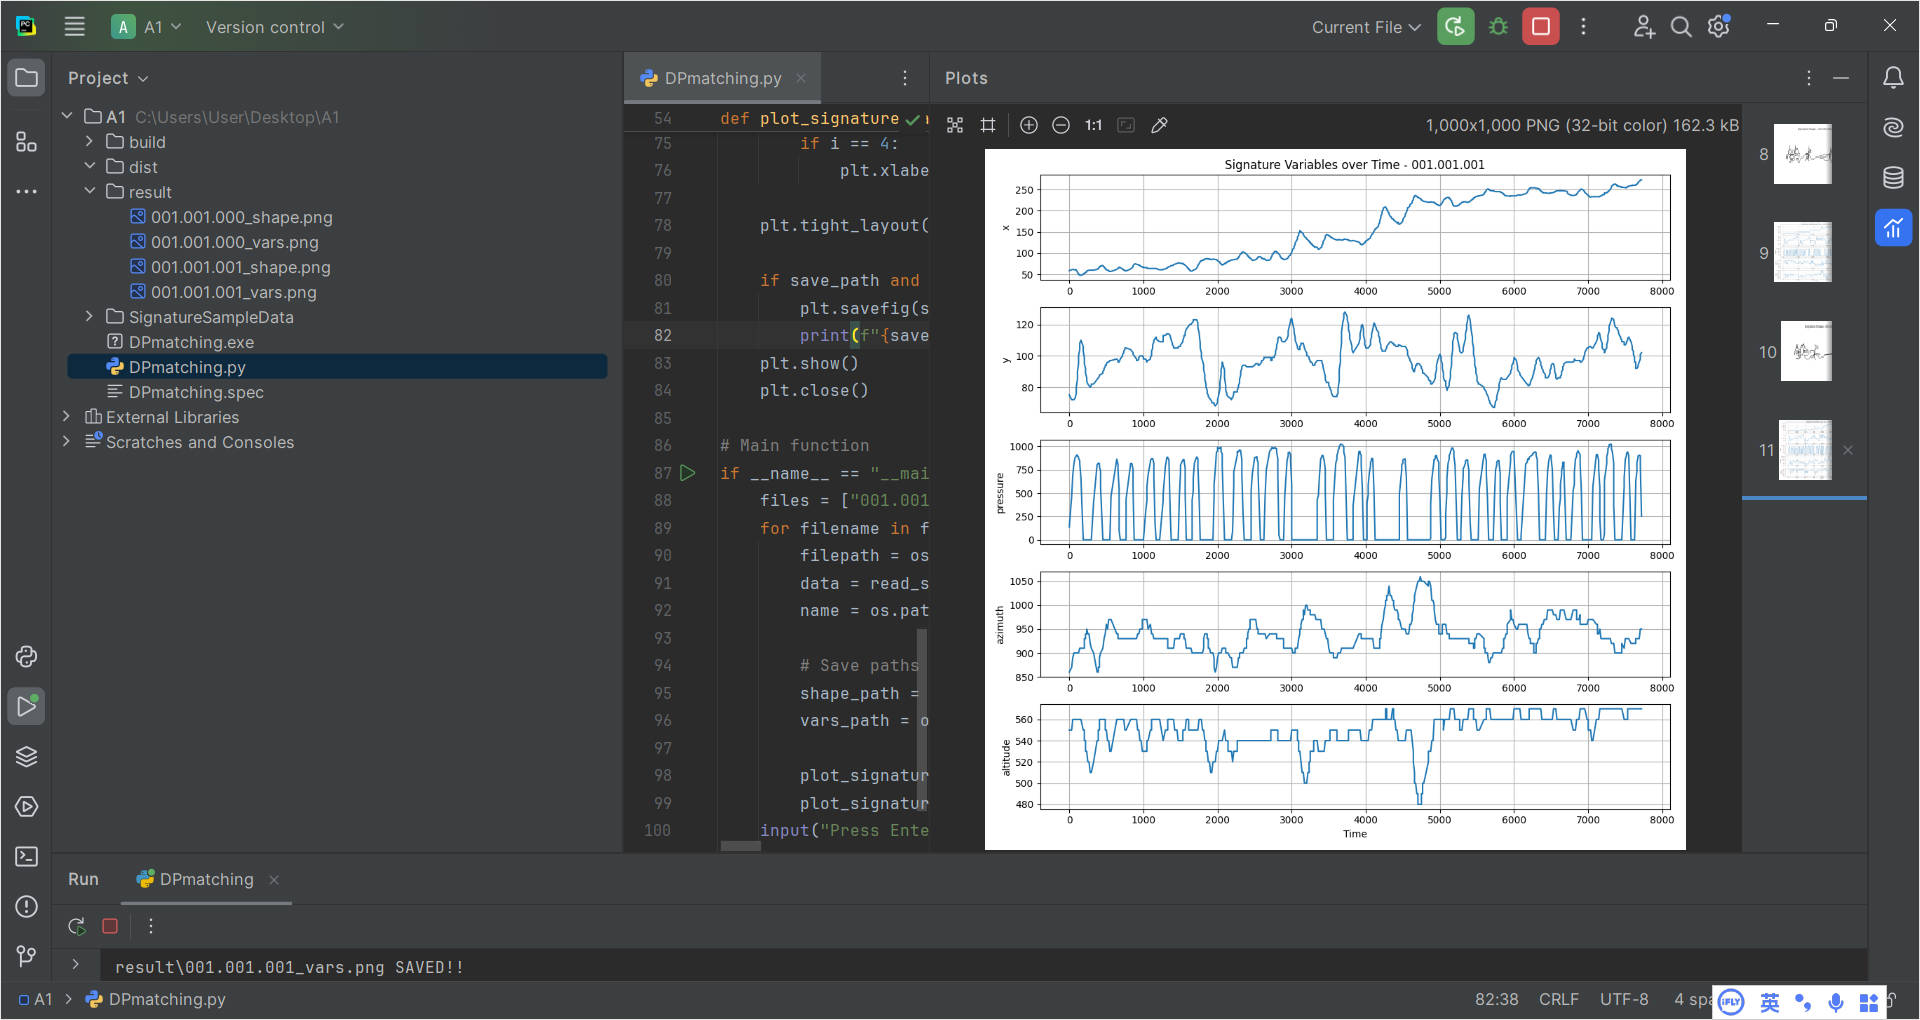 A A1 Version control Current File
Project
A1 C:\Users\User\Desktop\A1
build
dist
result
001.001.000_shape.png
001.001.000_vars.png
001.001.001_shape.png
001.001.001_vars.png
SignatureSampleData
DPmatching.exe
DPmatching.py
DPmatching.spec
External Libraries
Scratches and Consoles
DPmatching.py
54 def plot_signature
75 if i == 4:
76 plt.xlabe
77
78 plt.tight_layout(
79
80 if save_path and
81 plt.savefig(s
82 print(f"{save
83 plt.show()
84 plt.close()
85
86 # Main function
87 if __name__ == "__mai
88 files = ["001.001
89 for filename in f
90 filepath = os
91 data = read_s
92 name = os.pat
93
94 # Save paths
95 shape_path =
96 vars_path = o
97
98 plot_signatur
99 plot_signatur
100 input("Press Ente
Plots
1:1 1,000x1,000 PNG (32-bit color) 162.3 kB
Signature Variables over Time - 001.001.001
250
200
150
100
50
x
0 1000 2000 3000 4000 5000 6000 7000 8000
120
100
80
y
0 1000 2000 3000 4000 5000 6000 7000 8000
1000
750
500
250
0
pressure
0 1000 2000 3000 4000 5000 6000 7000 8000
1050
1000
950
900
850
azimuth
0 1000 2000 3000 4000 5000 6000 7000 8000
560
540
520
500
480
altitude
0 1000 2000 3000 4000 5000 6000 7000 8000
Time
8
9
10
11
Run DPmatching
result\001.001.001_vars.png SAVED!!
A1 DPmatching.py 82:38 CRLF UTF-8 4 spa
iFLY 英